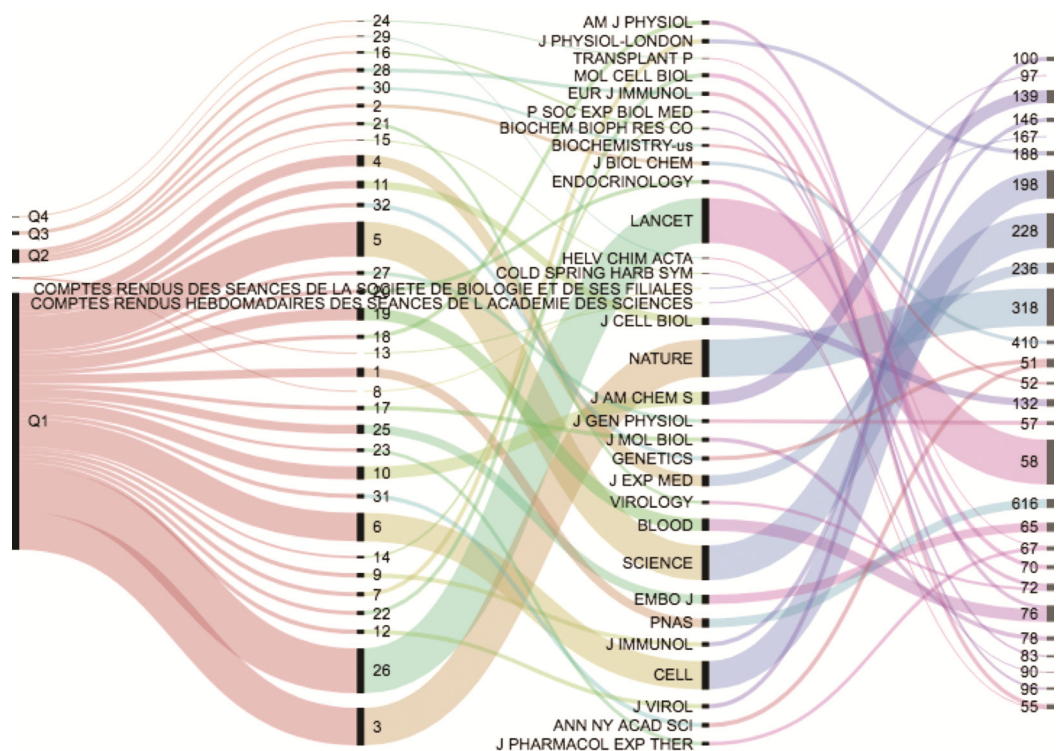 Q4
Q3
Q2
Q1
24
29
16
28
30
2
21
15
4
11
32
5
27
19
18
13
1
8
17
25
23
10
31
6
14
9
7
22
12
26
3
AM J PHYSIOL
J PHYSIOL-LONDON
TRANSPLANT P
MOL CELL BIOL
EUR J IMMUNOL
P SOC EXP BIOL MED
BIOCHEM BIOPH RES CO
BIOCHEMISTRY-us
J BIOL CHEM
ENDOCRINOLOGY
LANCET
HELV CHIM ACTA
COLD SPRING HARB SYM
COMPTES RENDUS DES SEANCES DE LA SOCIETE DE BIOLOGIE ET DE SES FILIALES
COMPTES RENDUS HEBDOMADAIRES DES SEANCES DE L ACADEMIE DES SCIENCES
J CELL BIOL
NATURE
J AM CHEM S
J GEN PHYSIOL
J MOL BIOL
GENETICS
J EXP MED
VIROLOGY
BLOOD
SCIENCE
EMBO J
PNAS
J IMMUNOL
CELL
J VIROL
ANN NY ACAD SCI
J PHARMACOL EXP THER
100
97
139
146
167
188
198
228
236
318
410
51
52
132
57
58
616
65
67
70
72
76
78
83
90
96
55